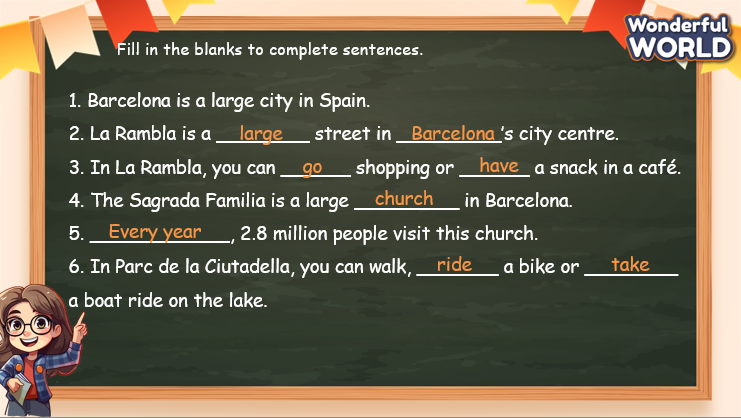 Wonderful
WORLD
Fill in the blanks to complete sentences.
1. Barcelona is a large city in Spain.
2. La Rambla is a large street in Barcelona's city centre.
3. In La Rambla, you can go shopping or have a snack in a café.
4. The Sagrada Familia is a large church in Barcelona.
5. Every year, 2.8 million people visit this church.
6. In Parc de la Ciutadella, you can walk, ride a bike or take
a boat ride on the lake.